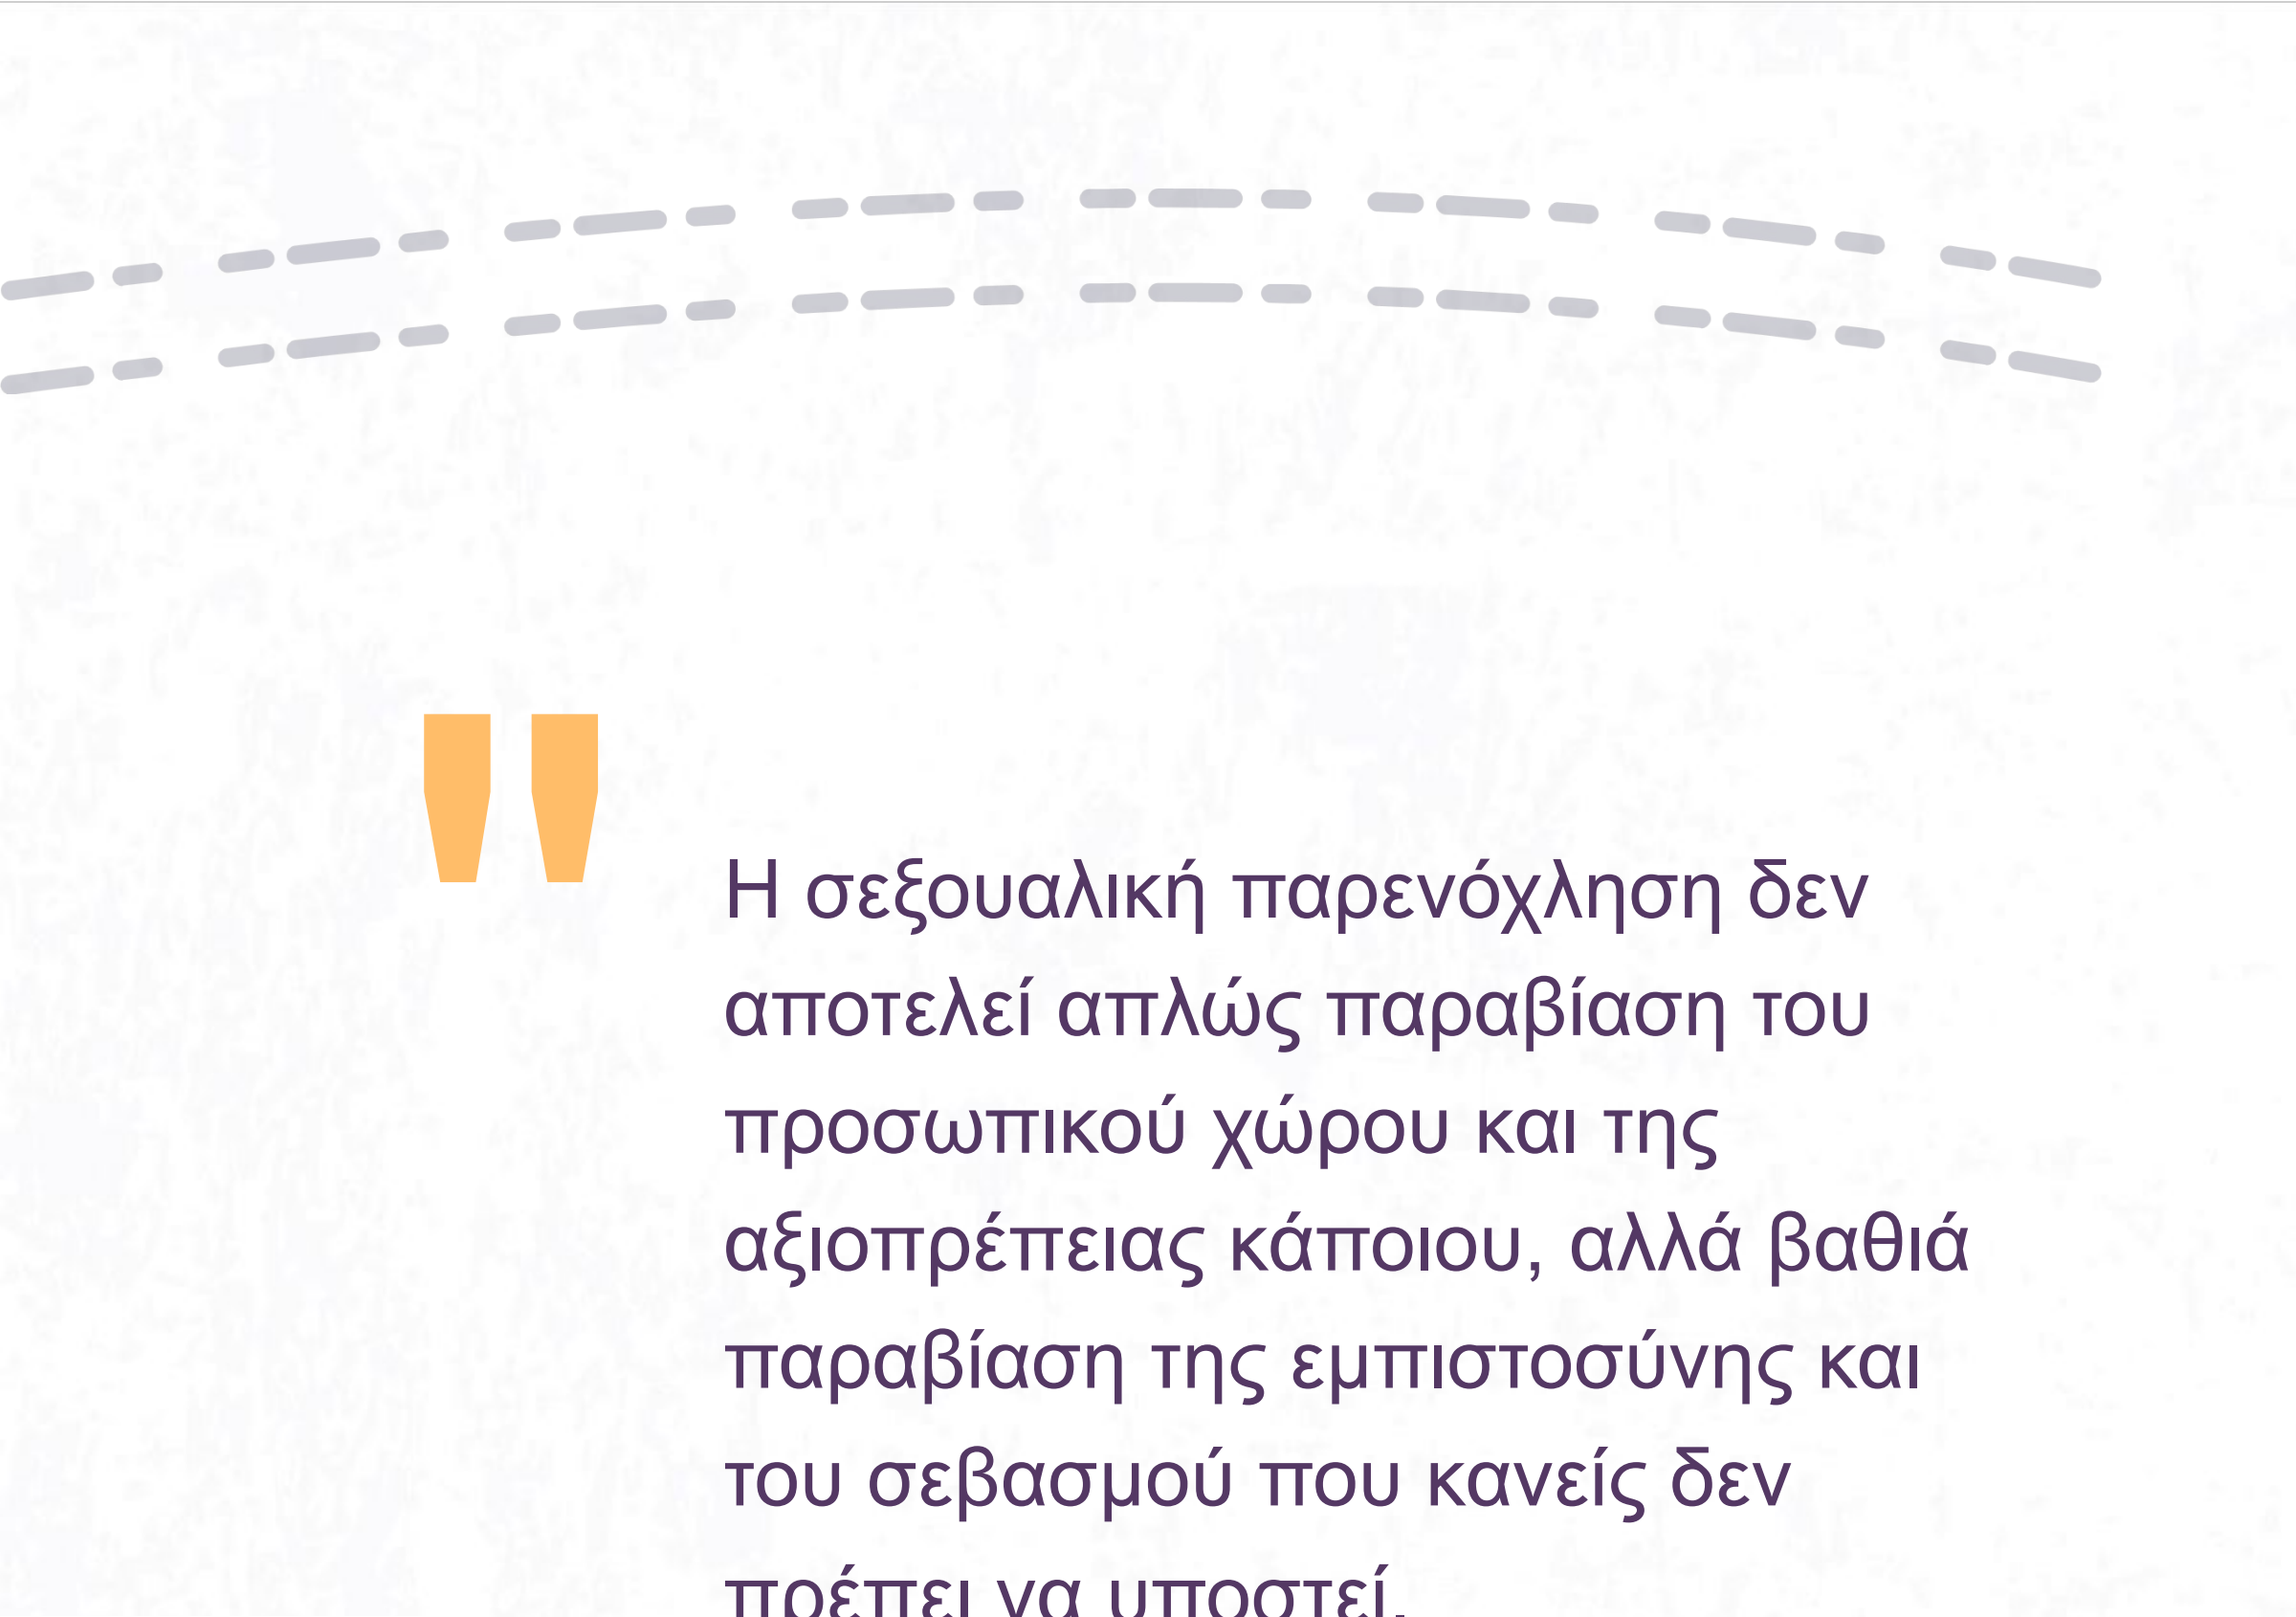 "
Η σεξουαλική παρενόχληση δεν
αποτελεί απλώς παραβίαση του
προσωπικού χώρου και της
αξιοπρέπειας κάποιου, αλλά βαθιά
παραβίαση της εμπιστοσύνης και
του σεβασμού που κανείς δεν
πρέπει να υποστεί.